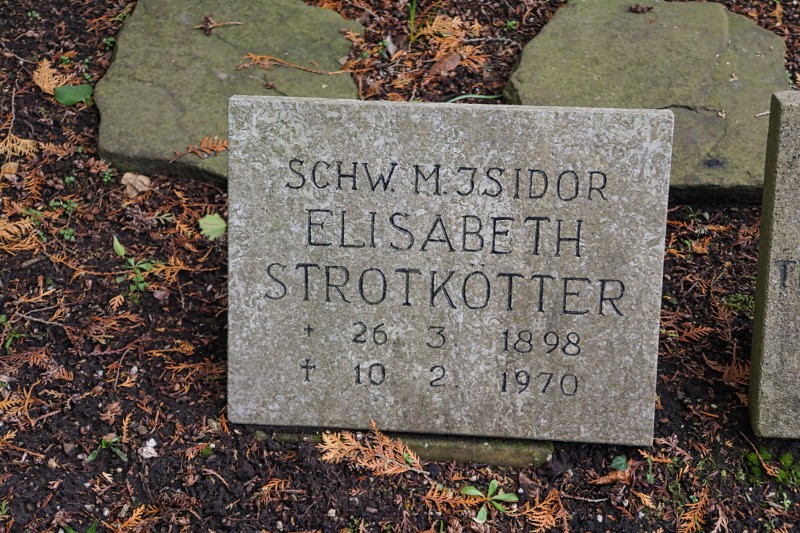 SCHW. M. JSIDOR
ELISABETH
STROTKÖTTER
+ 26. 3. 1898
† 10. 2. 1970